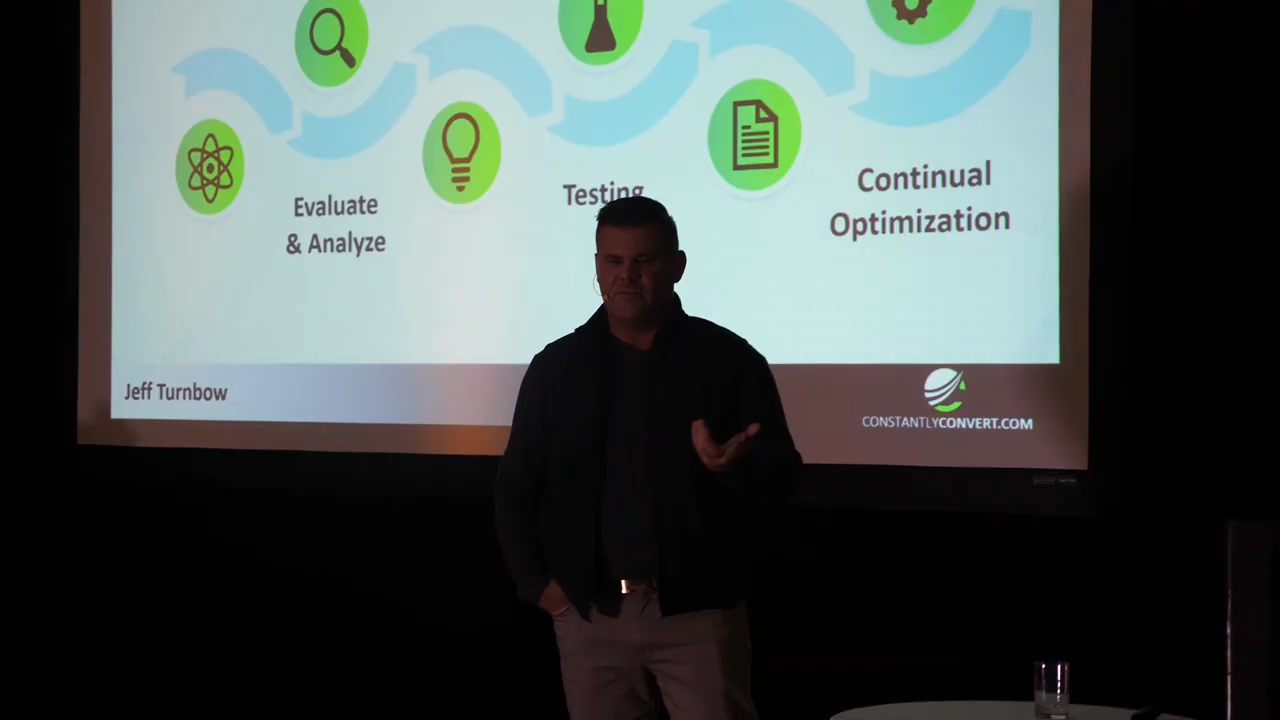 Evaluate
& Analyze
Testing
Continual
Optimization
Jeff Turnbow
CONSTANTLYCONVERT.COM